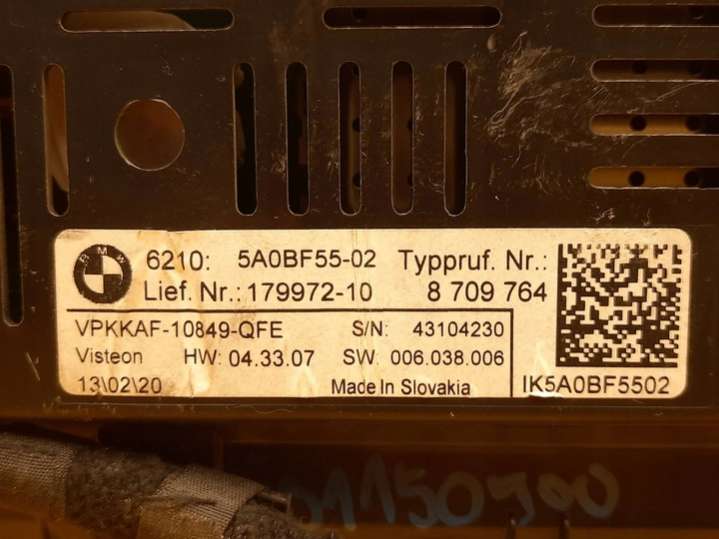 BMW
6210: 5A0BF55-02 Typpruf. Nr.:
Lief. Nr.: 179972-10 8 709 764
VPKKAF-10849-QFE S/N: 43104230
Visteon HW: 04.33.07 SW: 006.038.006
13\02\20 Made In Slovakia IK5A0BF5502